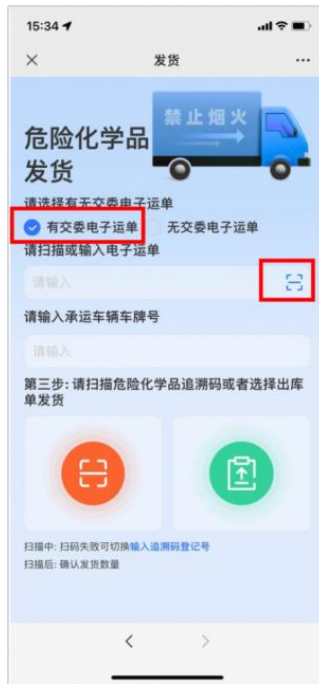 15:34
发货
禁止烟火
危险化学品
发货
请选择有无交委电子运单
有交委电子运单 无交委电子运单
请扫描或输入电子运单
请输入
请输入承运车辆车牌号
请输入
第三步: 请扫描危险化学品追溯码或者选择出库
单发货
扫描中: 扫码失败可切换输入追溯码登记号
扫描后: 确认发货数量